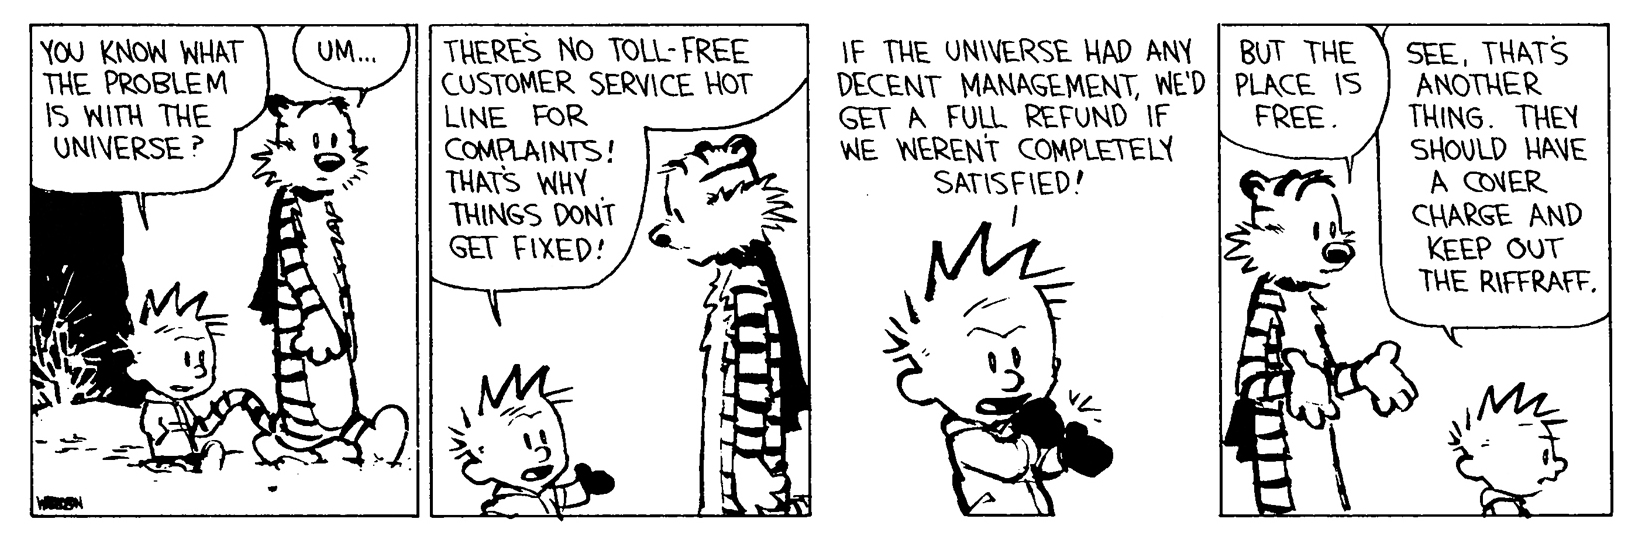 YOU KNOW WHAT
THE PROBLEM
IS WITH THE
UNIVERSE?
UM...
THERE'S NO TOLL-FREE
CUSTOMER SERVICE HOT
LINE FOR
COMPLAINTS!
THAT'S WHY
THINGS DON'T
GET FIXED!
IF THE UNIVERSE HAD ANY
DECENT MANAGEMENT, WE'D
GET A FULL REFUND IF
WE WEREN'T COMPLETELY
SATISFIED!
BUT THE
PLACE IS
FREE.
SEE, THAT'S
ANOTHER
THING. THEY
SHOULD HAVE
A COVER
CHARGE AND
KEEP OUT
THE RIFFRAFF.